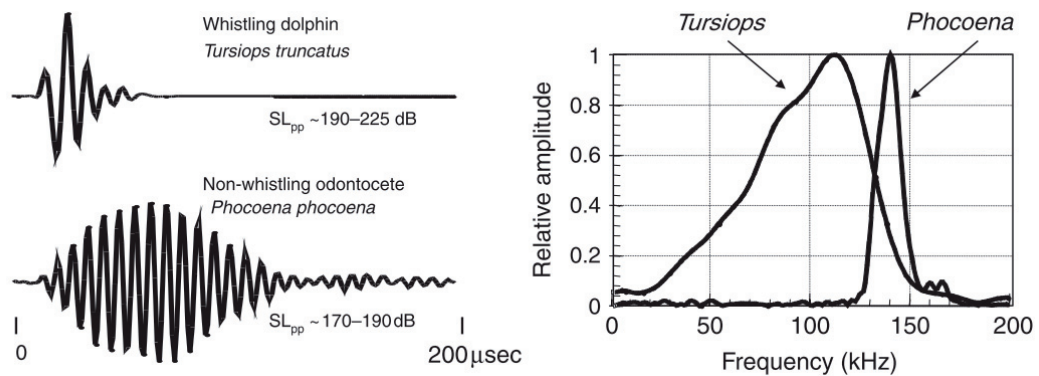 Whistling dolphin
Tursiops truncatus
SLpp ~190–225 dB
Non-whistling odontocete
Phocoena phocoena
SLpp ~170–190 dB
0
200 μsec
Tursiops
Phocoena
1
0.8
0.6
0.4
0.2
0
0
50
100
150
200
Relative amplitude
Frequency (kHz)